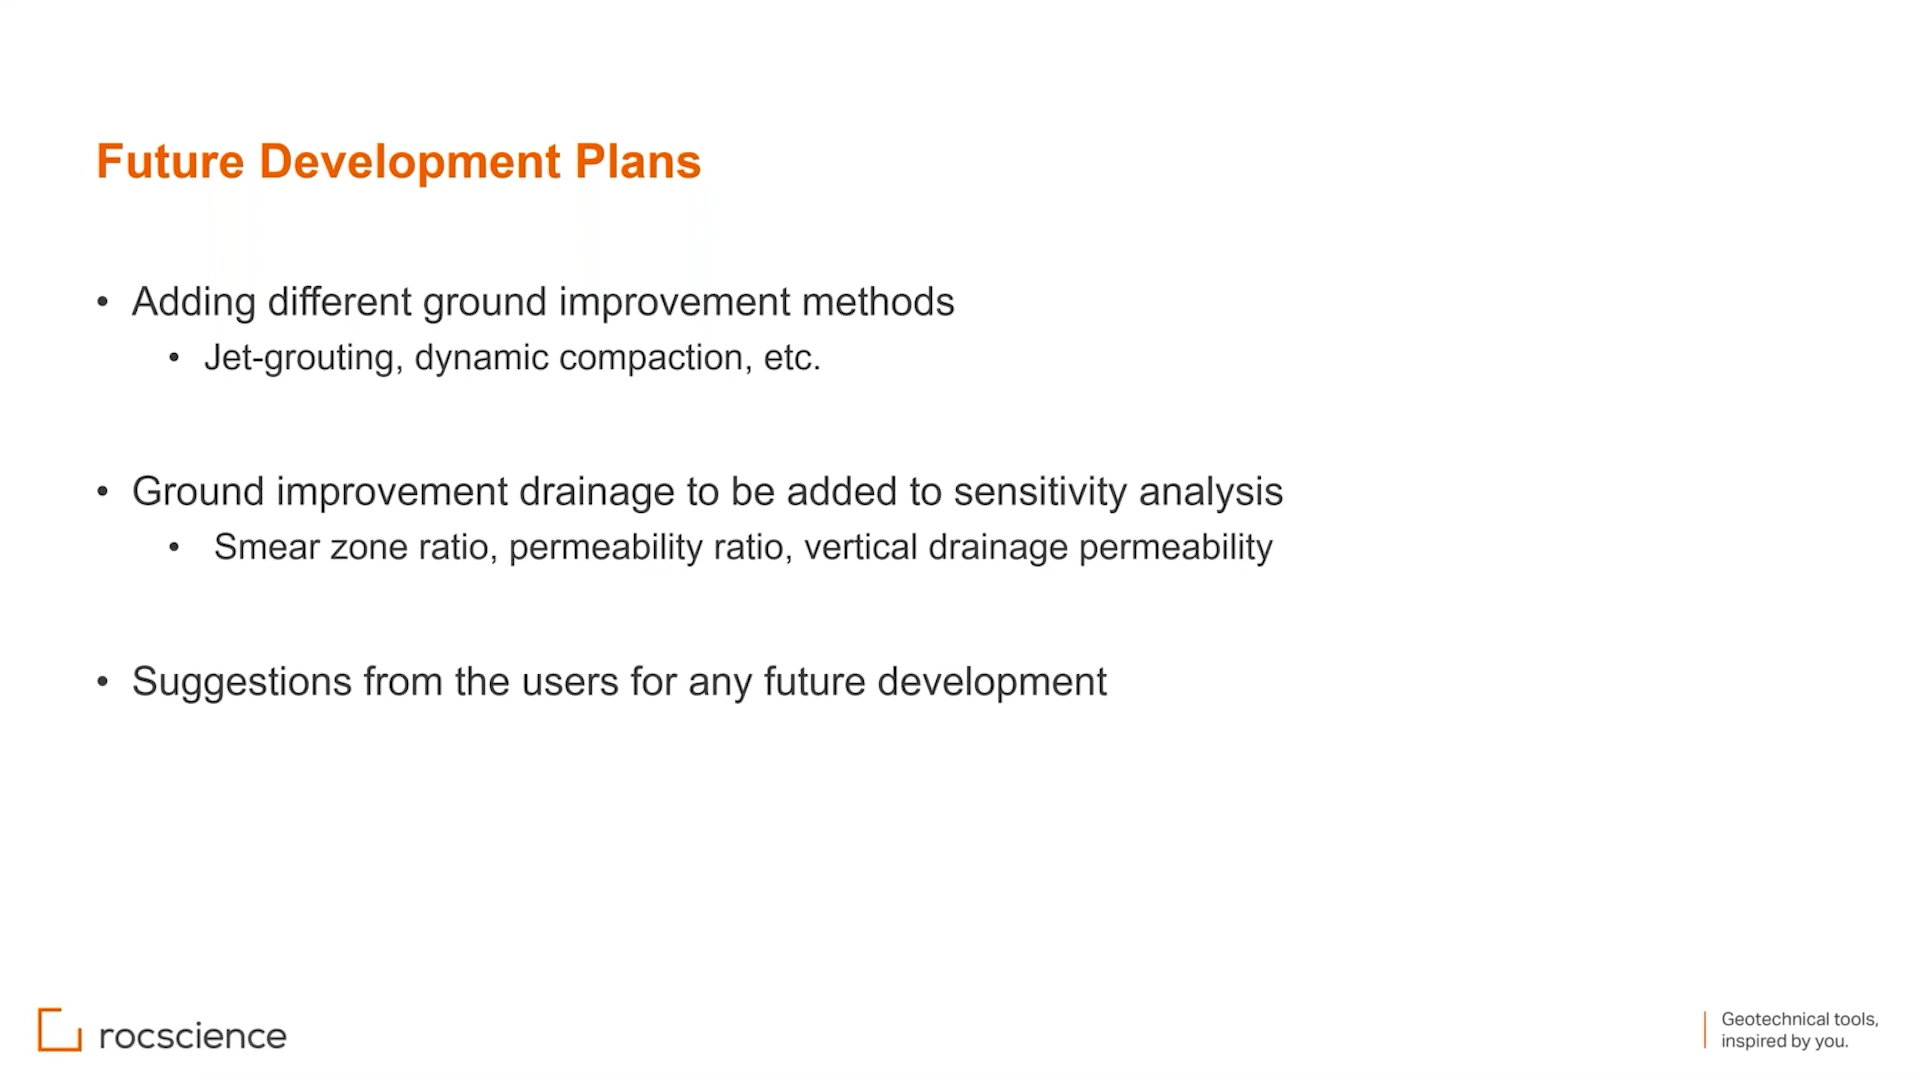 Future Development Plans
• Adding different ground improvement methods
• Jet-grouting, dynamic compaction, etc.
• Ground improvement drainage to be added to sensitivity analysis
• Smear zone ratio, permeability ratio, vertical drainage permeability
• Suggestions from the users for any future development
rocscience
Geotechnical tools,
inspired by you.